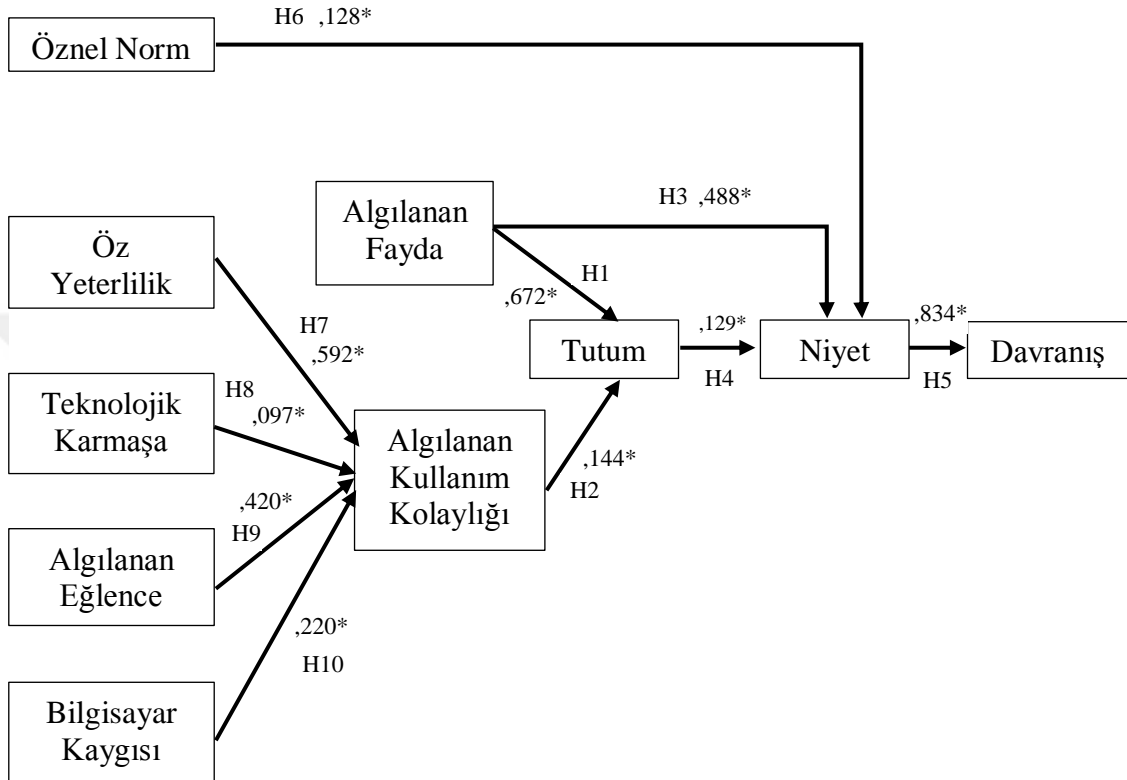 H6 ,128*
Öznel Norm
Algılanan
Fayda
H3 ,488*
H1
,672*
Öz
Yeterlilik
H7
,592*
Tutum
,129*
H4
Niyet
,834*
H5
Davranış
Teknolojik
Karmaşa
H8
,097*
Algılanan
Kullanım
Kolaylığı
,144*
H2
,420*
H9
Algılanan
Eğlence
,220*
H10
Bilgisayar
Kaygısı